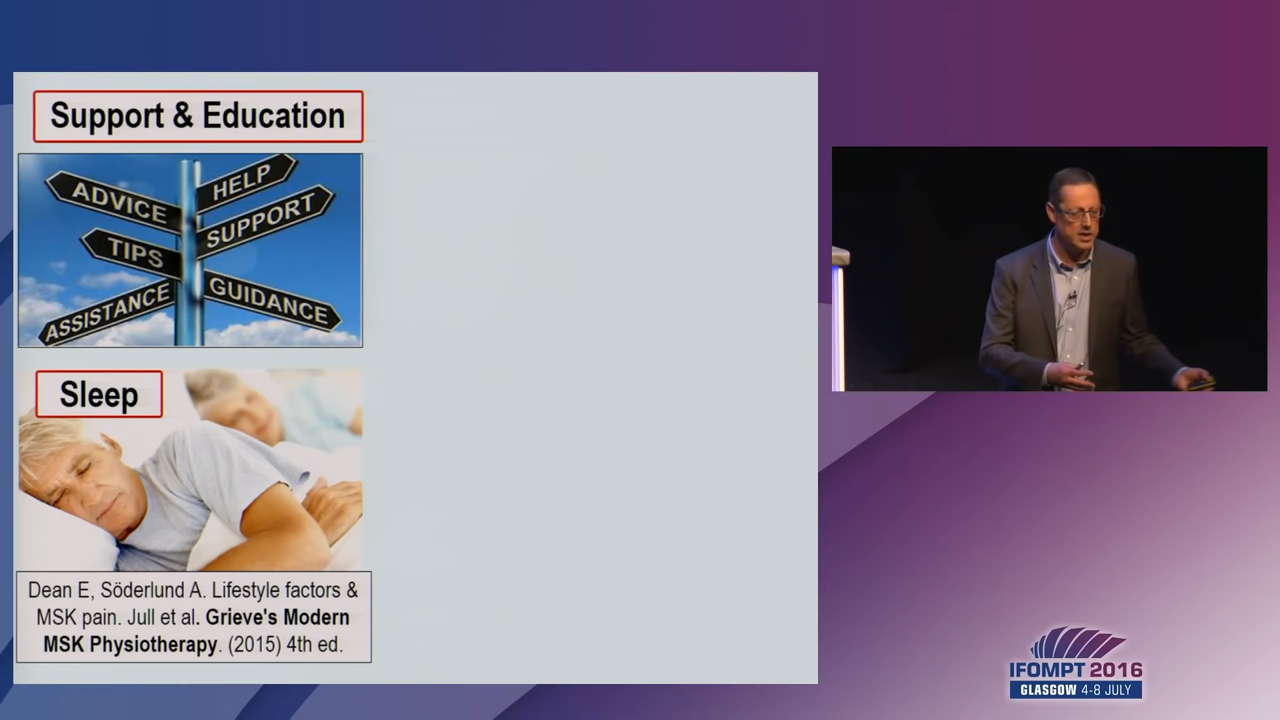 Support & Education
ADVICE
HELP
SUPPORT
TIPS
GUIDANCE
ASSISTANCE
Sleep
Dean E, Söderlund A. Lifestyle factors &
MSK pain. Jull et al. Grieve's Modern
MSK Physiotherapy. (2015) 4th ed.
IFOMPT 2016
GLASGOW 4-8 JULY